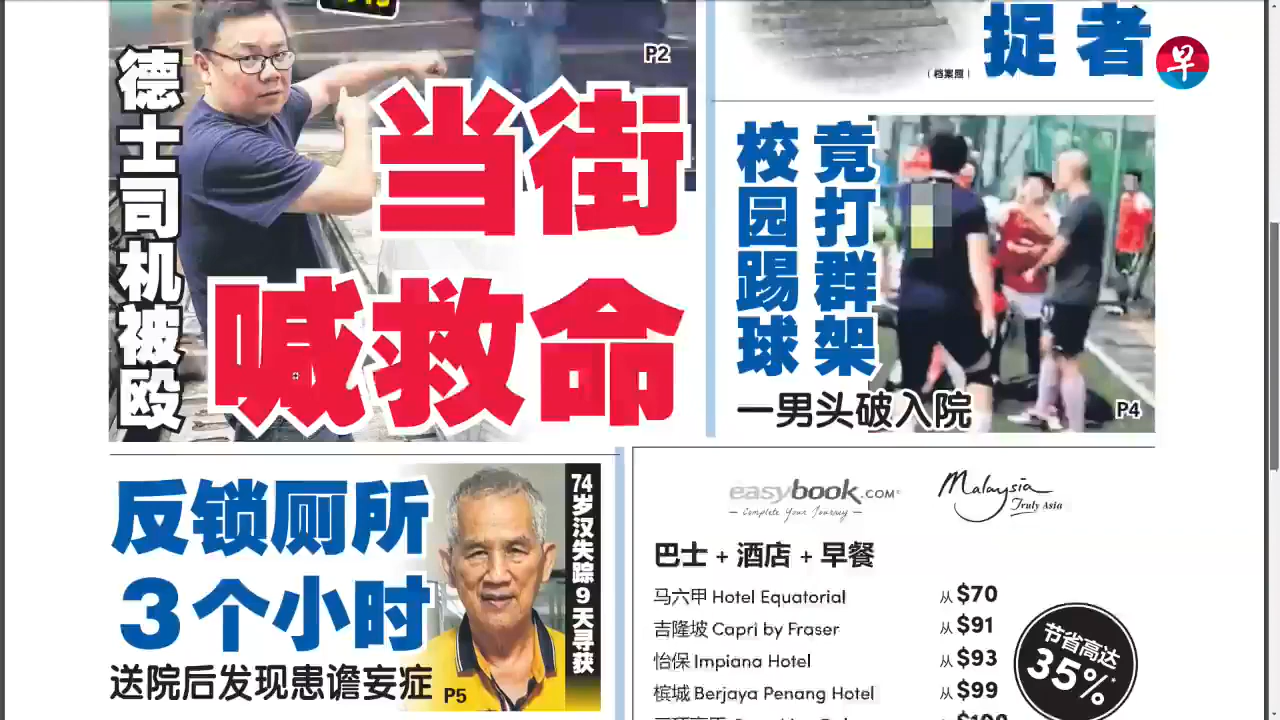 P2
德士司机被殴
当街
喊救命
（档案照）
捉者
早
校园踢球
竟打群架
一男头破入院
P4
反锁厕所
3个小时
送院后发现患谵妄症
P5
74岁汉失踪9天寻获
easybook.COM
Complete Your Journey
Malaysia
Truly Asia
巴士 + 酒店 + 早餐
马六甲 Hotel Equatorial 从 $70
吉隆坡 Capri by Fraser 从 $91
怡保 Impiana Hotel 从 $93
槟城 Berjaya Penang Hotel 从 $99
节省高达
35%*